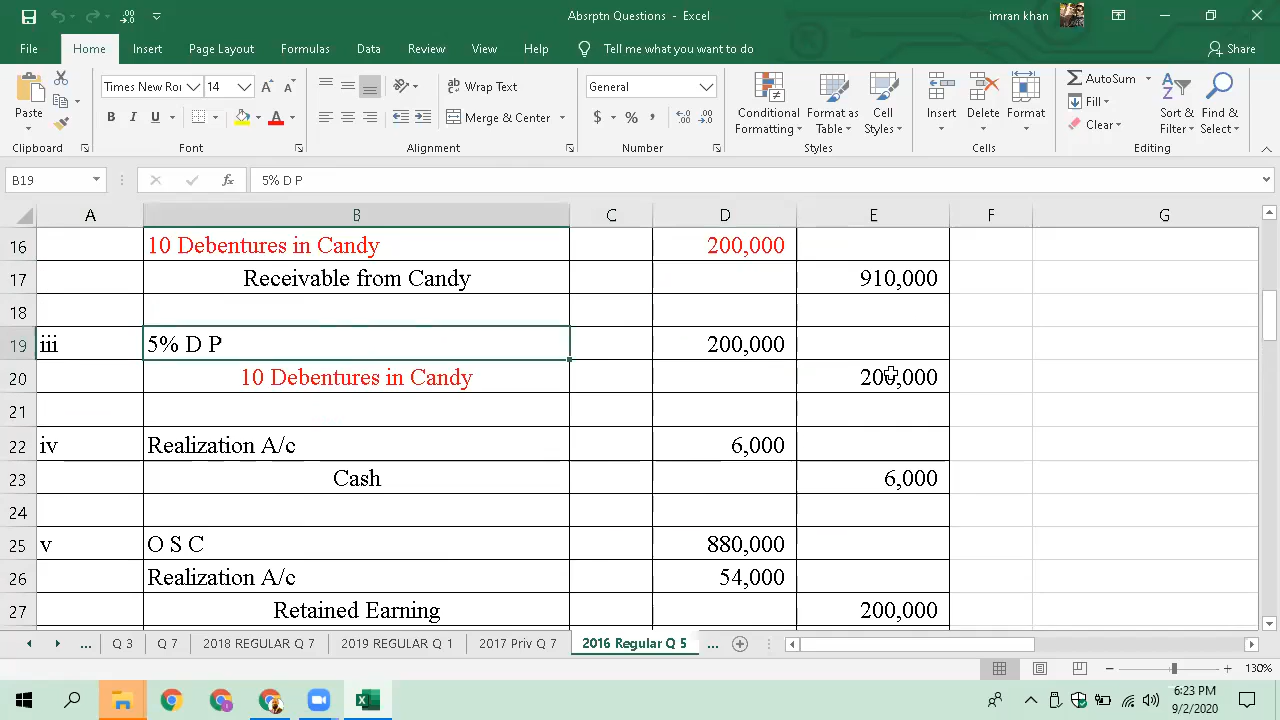 Absrptn Questions - Excel
imran khan
File Home Insert Page Layout Formulas Data Review View Help Tell me what you want to do Share
Paste
Times New Roı 14
B I U A
Wrap Text
Merge & Center
General
$ % ,
Conditional Formatting
Format as Table
Cell Styles
Insert Delete Format
AutoSum
Fill
Clear
Sort & Filter
Find & Select
Clipboard Font Alignment Number Styles Cells Editing
B19 fx 5% D P
A B C D E F G
16 10 Debentures in Candy 200,000
17 Receivable from Candy 910,000
18
19 iii 5% D P 200,000
20 10 Debentures in Candy 200,000
21
22 iv Realization A/c 6,000
23 Cash 6,000
24
25 v O S C 880,000
26 Realization A/c 54,000
27 Retained Earning 200,000
... Q 3 Q 7 2018 REGULAR Q 7 2019 REGULAR Q 1 2017 Priv Q 7 2016 Regular Q 5 ...
130%
6:23 PM
9/2/2020